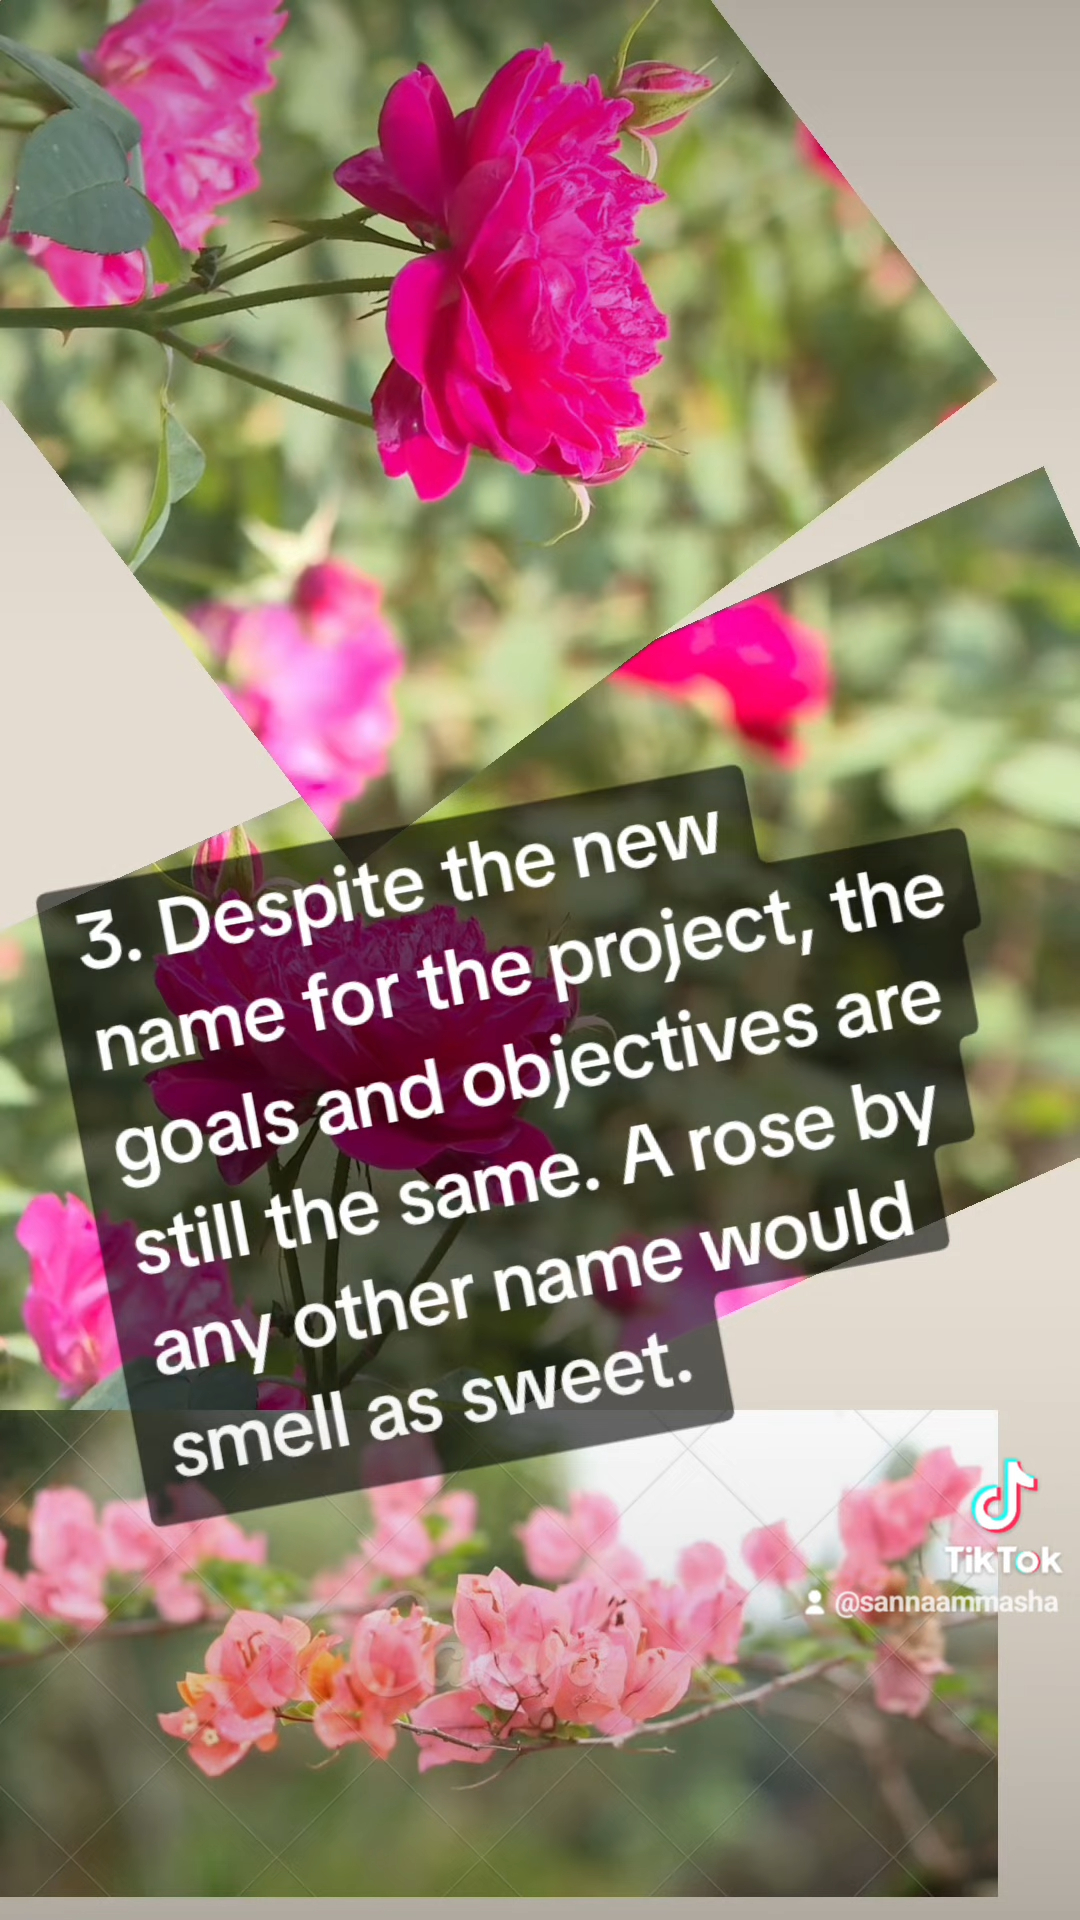 3. Despite the new
name for the project, the
goals and objectives are
still the same. A rose by
any other name would
smell as sweet.
Canva
TikTok
@sannaammasha